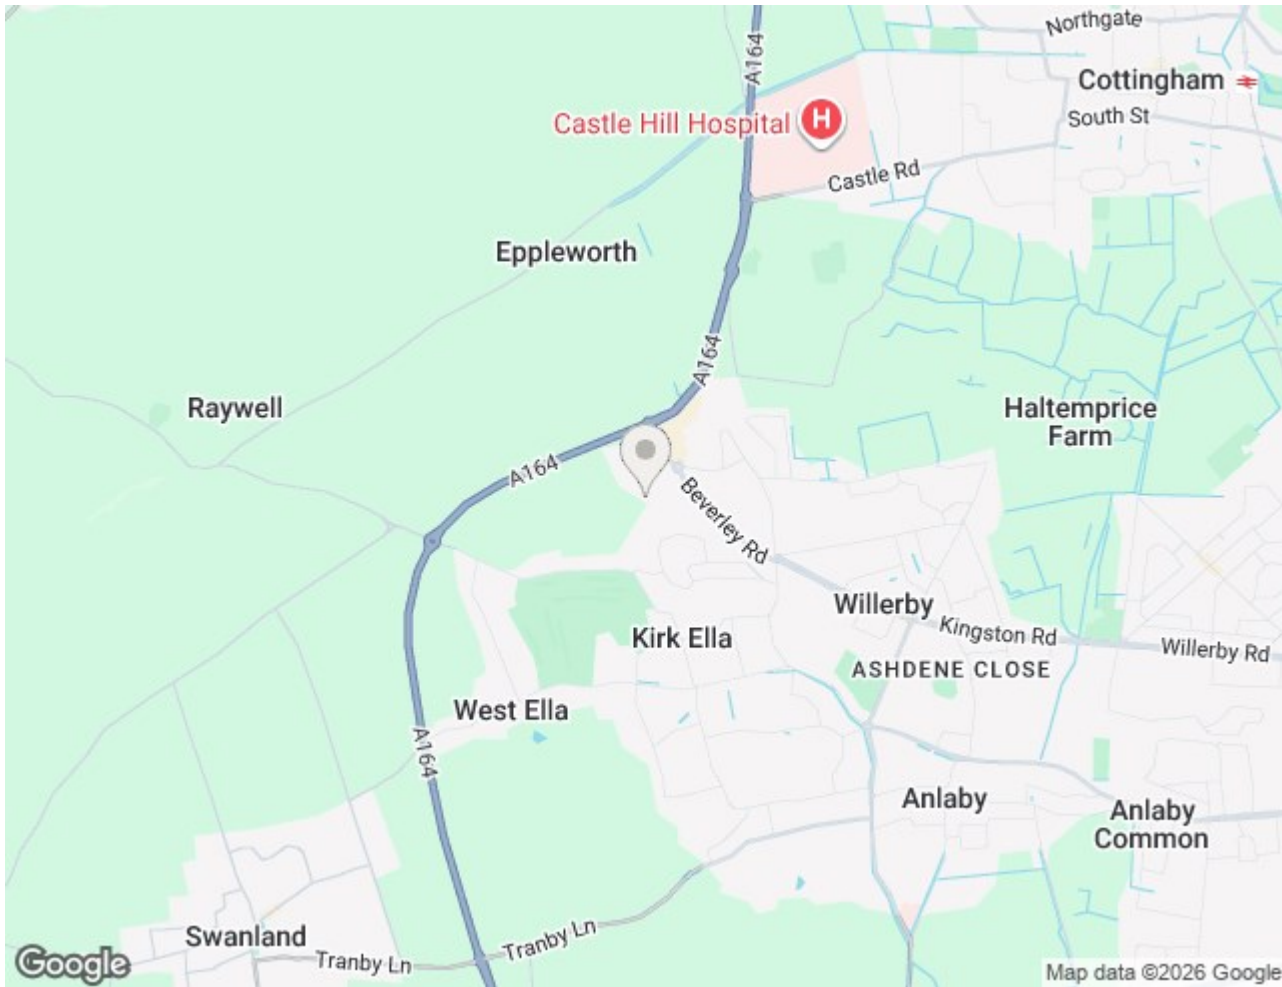 Northgate
A164
Cottingham
Castle Hill Hospital
H
South St
Castle Rd
Eppleworth
A164
Raywell
Haltemprice
Farm
A164
Beverley Rd
Willerby
Kingston Rd
Kirk Ella
Willerby Rd
ASHDENE CLOSE
West Ella
A164
Anlaby
Anlaby
Common
Swanland
Tranby Ln
Tranby Ln
Google
Map data ©2026 Google